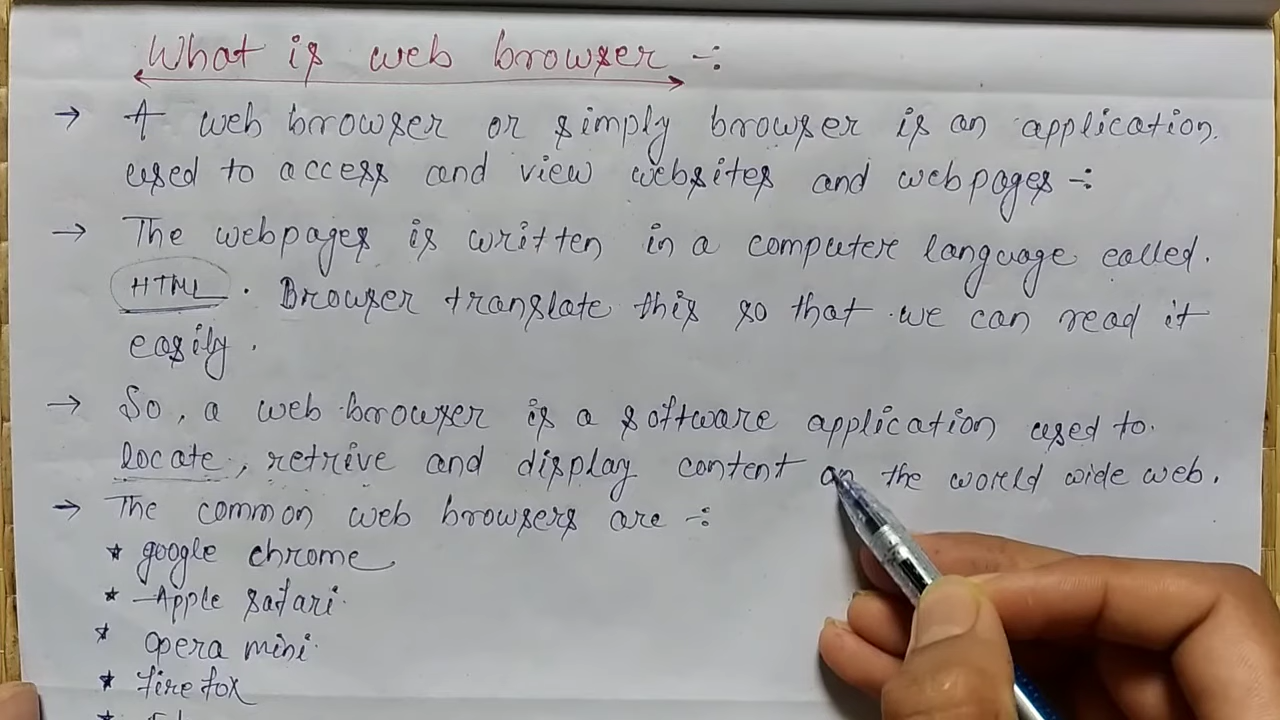 What is web browser -:
→ A web browser or simply browser is an application.
used to access and view websites and webpages -:
→ The webpages is written in a computer language called.
HTML. Browser translate this so that we can read it
easily.
→ So, a web browser is a software application used to.
locate, retrive and display content on the world wide web.
→ The common web browsers are -:
* google chrome
* Apple safari.
* opera mini.
* firefox